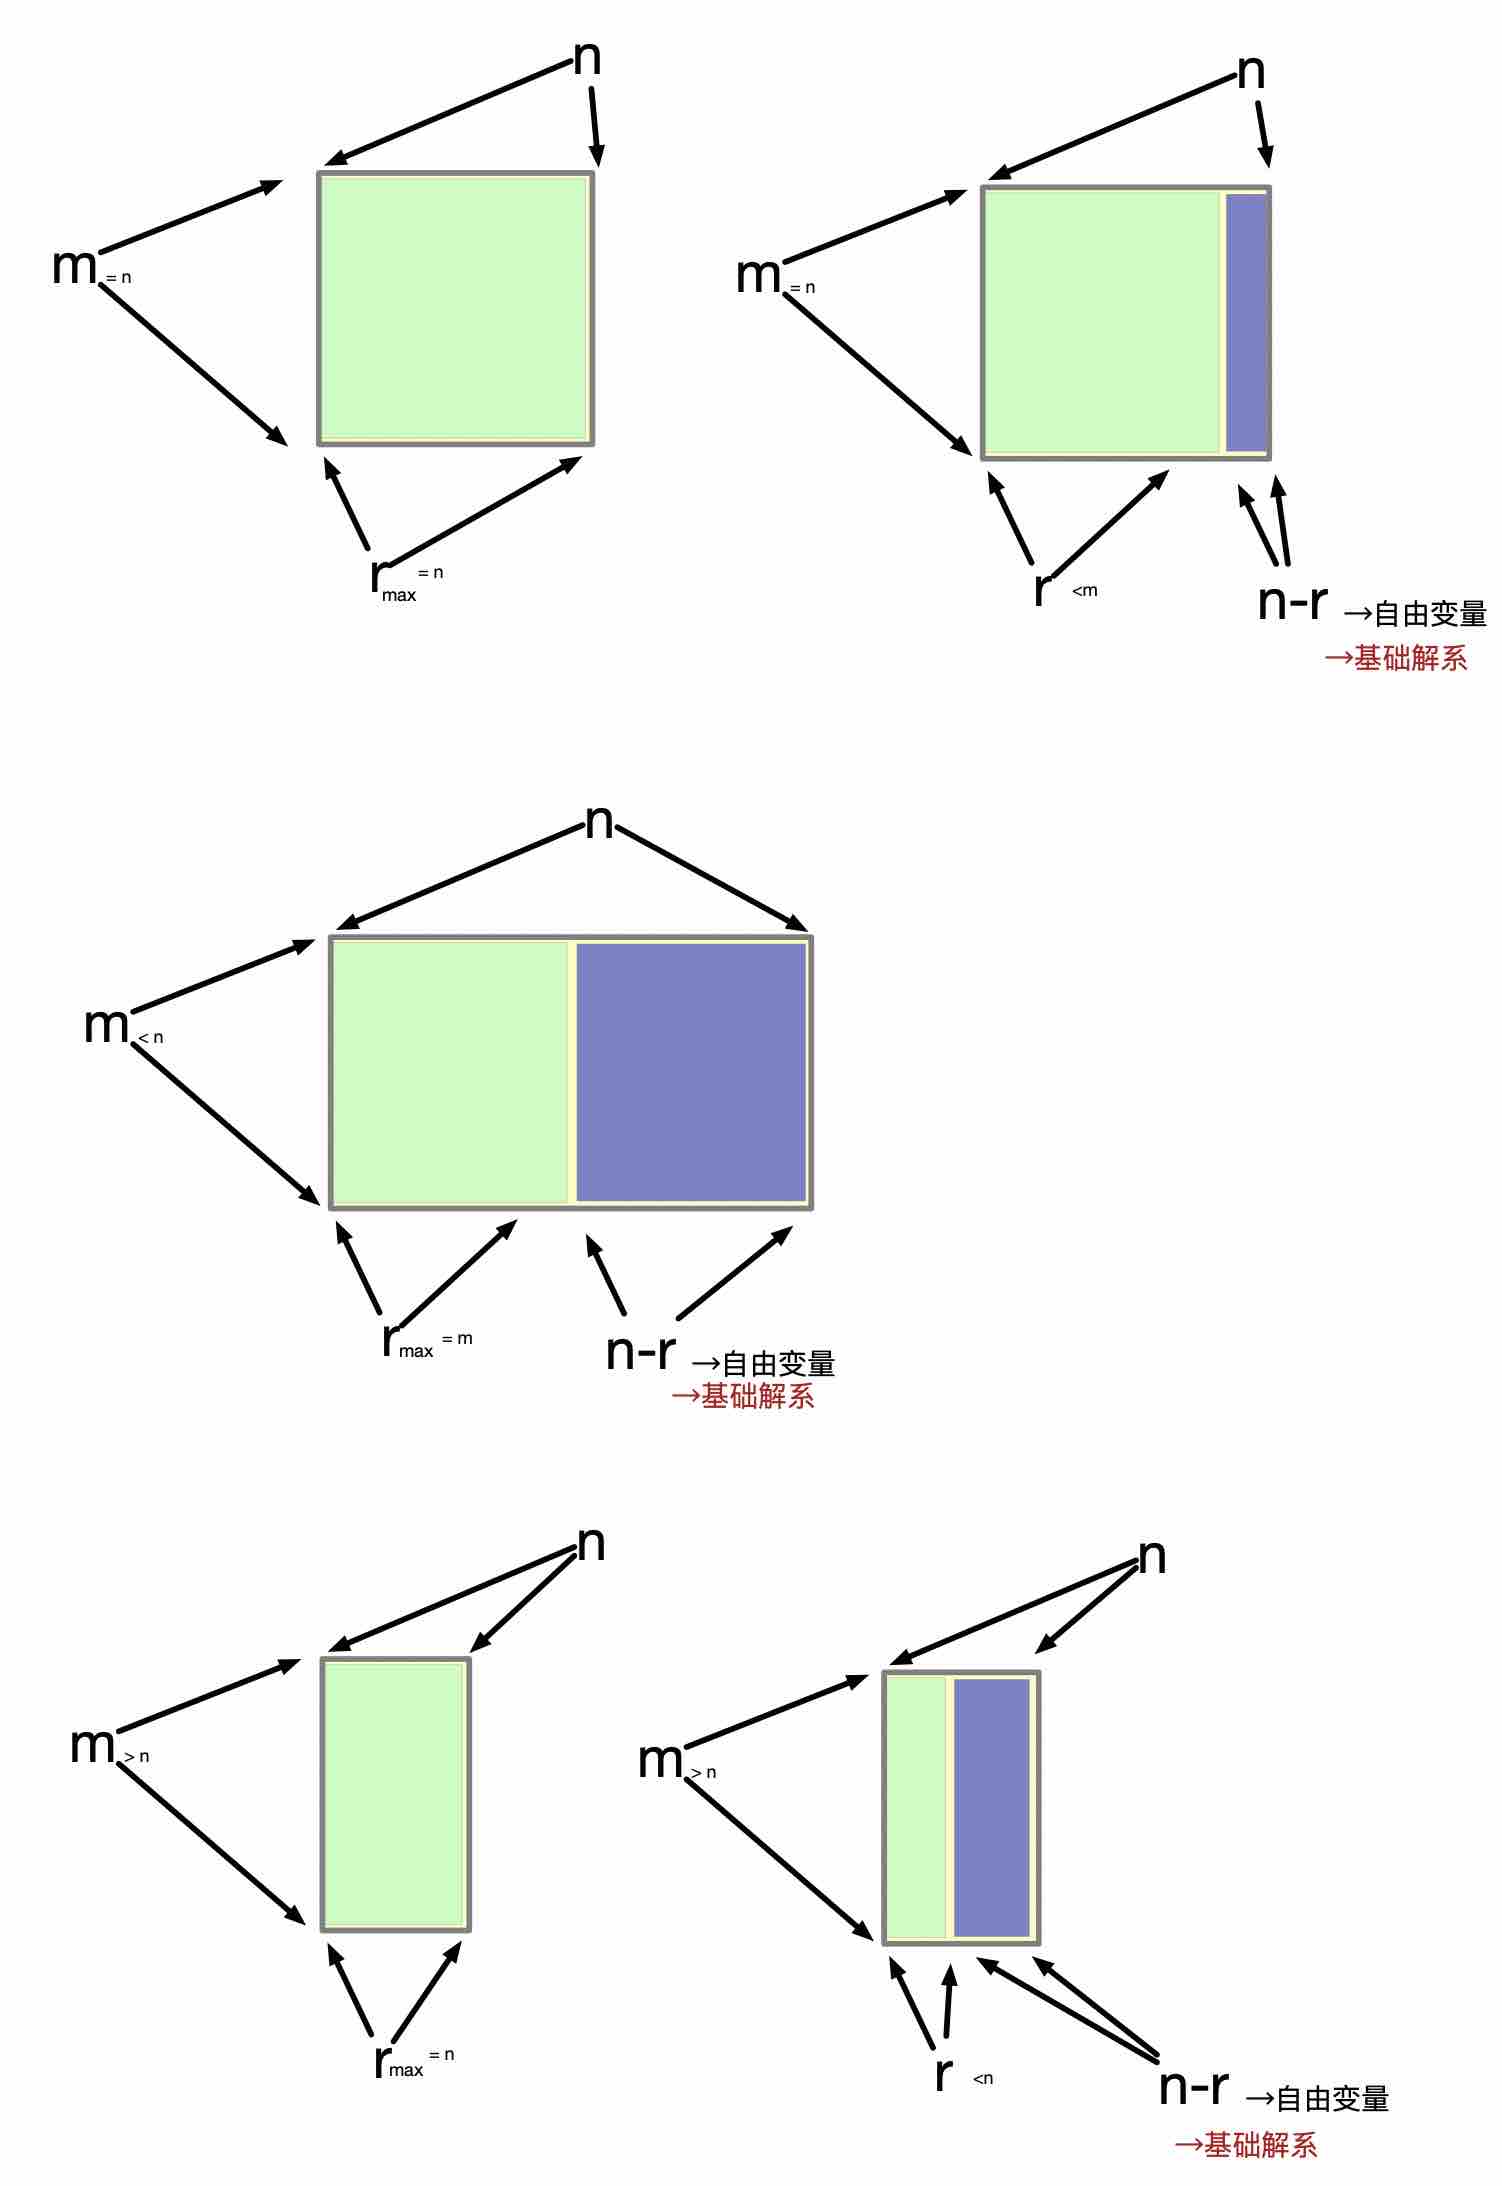 n
m = n
r max = n
n
m = n
r <m
n-r →自由变量
→基础解系
n
m < n
r max = m
n-r →自由变量
→基础解系
n
m > n
r max = n
n
m > n
r <n
n-r →自由变量
→基础解系